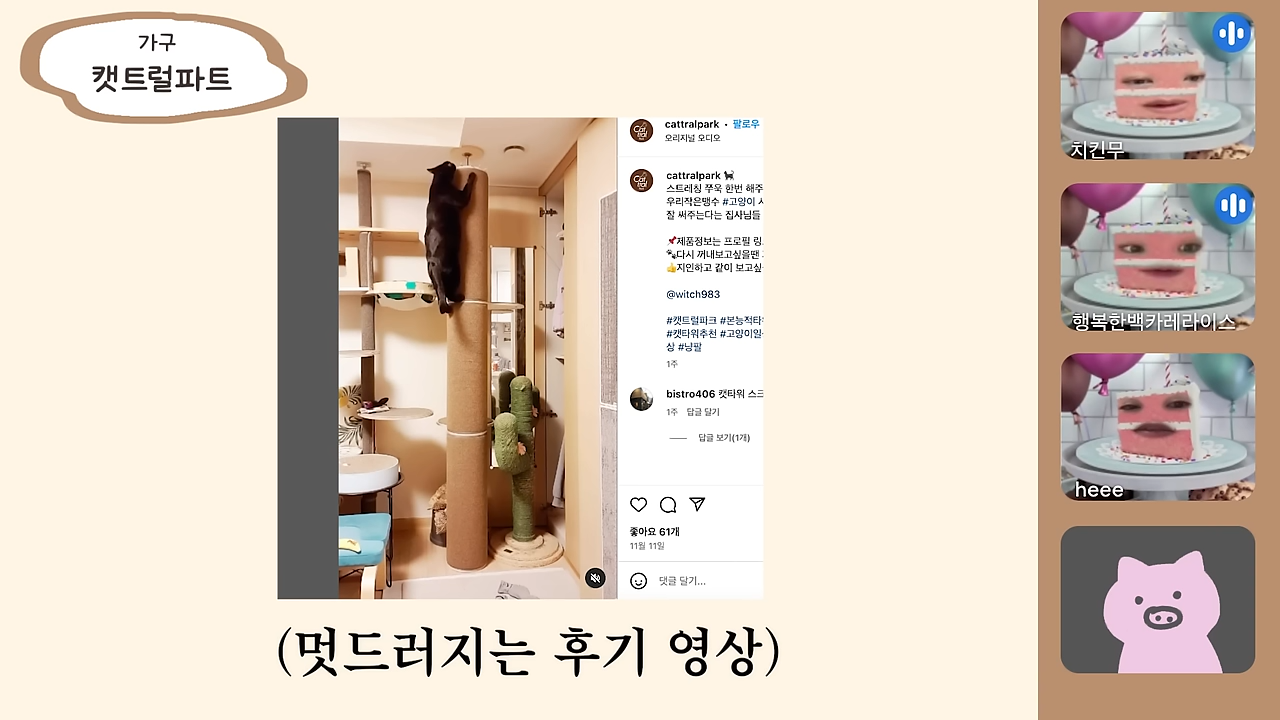 가구
캣트럴파트
cattralpark • 팔로우
오리지널 오디오
cattralpark 🐈‍⬛
스트레칭 쭈욱 한번 해주
우리작은맹수 #고양이 시
잘 써주는다는 집사님들
📌제품정보는 프로필 링
🐾다시 꺼내보고싶을땐
👍지인하고 같이 보고싶
@witch983
#캣트럴파크 #본능적타
#캣타워추천 #고양이일
상 #냥팔
1주
bistro406 캣타워 스크
1주 답글 달기
답글 보기(1개)
좋아요 61개
11월 11일
댓글 달기...
(멋드러지는 후기 영상)
치킨무
행복한백카레라이스
heee